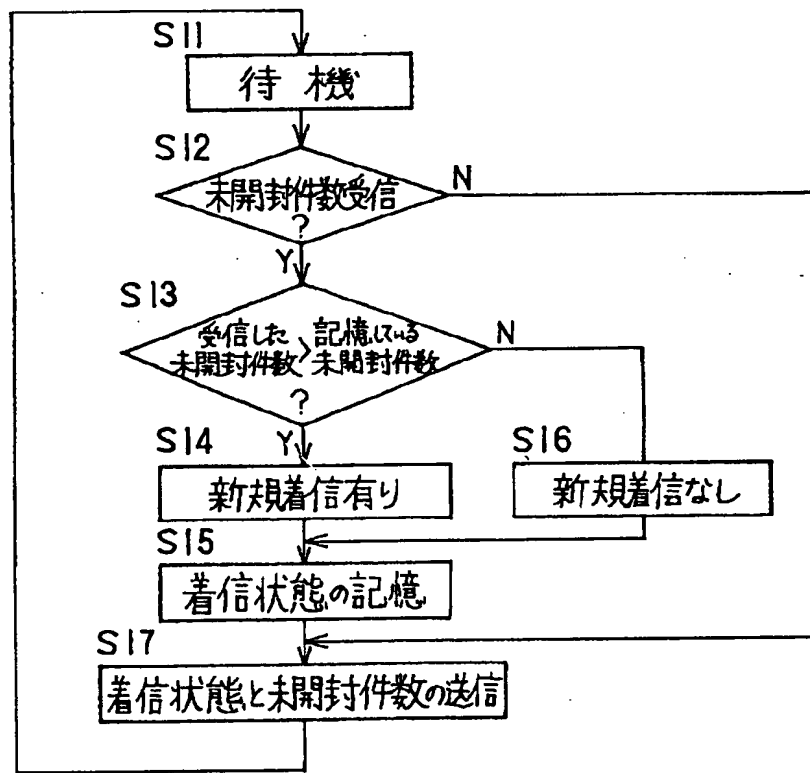 S11
待機
S12
未開封件数受信
?
N
Y
S13
受信した 記憶している
未開封件数 > 未開封件数
?
N
Y
S14
新規着信有り
S16
新規着信なし
S15
着信状態の記憶
S17
着信状態と未開封件数の送信